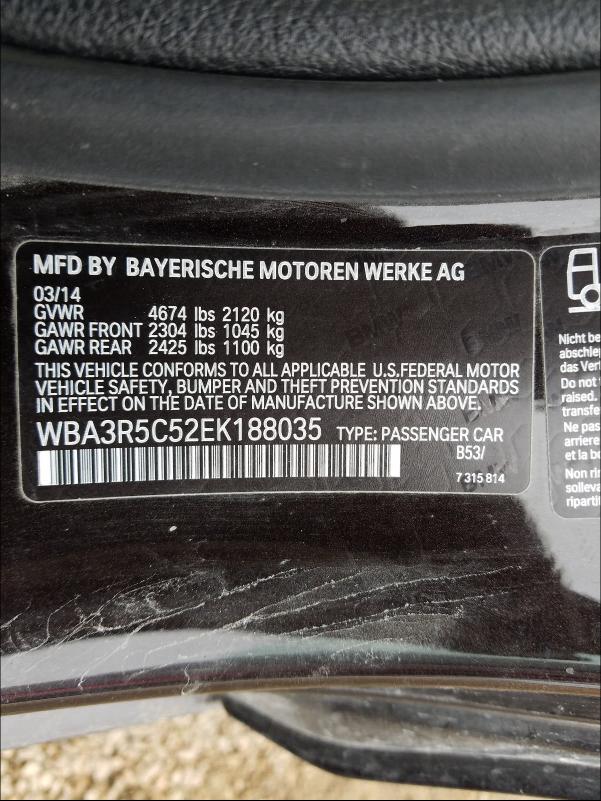 MFD BY BAYERISCHE MOTOREN WERKE AG
03/14
GVWR 4674 lbs 2120 kg
GAWR FRONT 2304 lbs 1045 kg
GAWR REAR 2425 lbs 1100 kg
THIS VEHICLE CONFORMS TO ALL APPLICABLE U.S.FEDERAL MOTOR
VEHICLE SAFETY, BUMPER AND THEFT PREVENTION STANDARDS
IN EFFECT ON THE DATE OF MANUFACTURE SHOWN ABOVE.
WBA3R5C52EK188035 TYPE: PASSENGER CAR
B53/
7 315 814
Nicht be
abschlep
das Vert
Do not t
raised.
transfer
Ne pas
arriere
et la bo
Non rim
solleva
ripartit